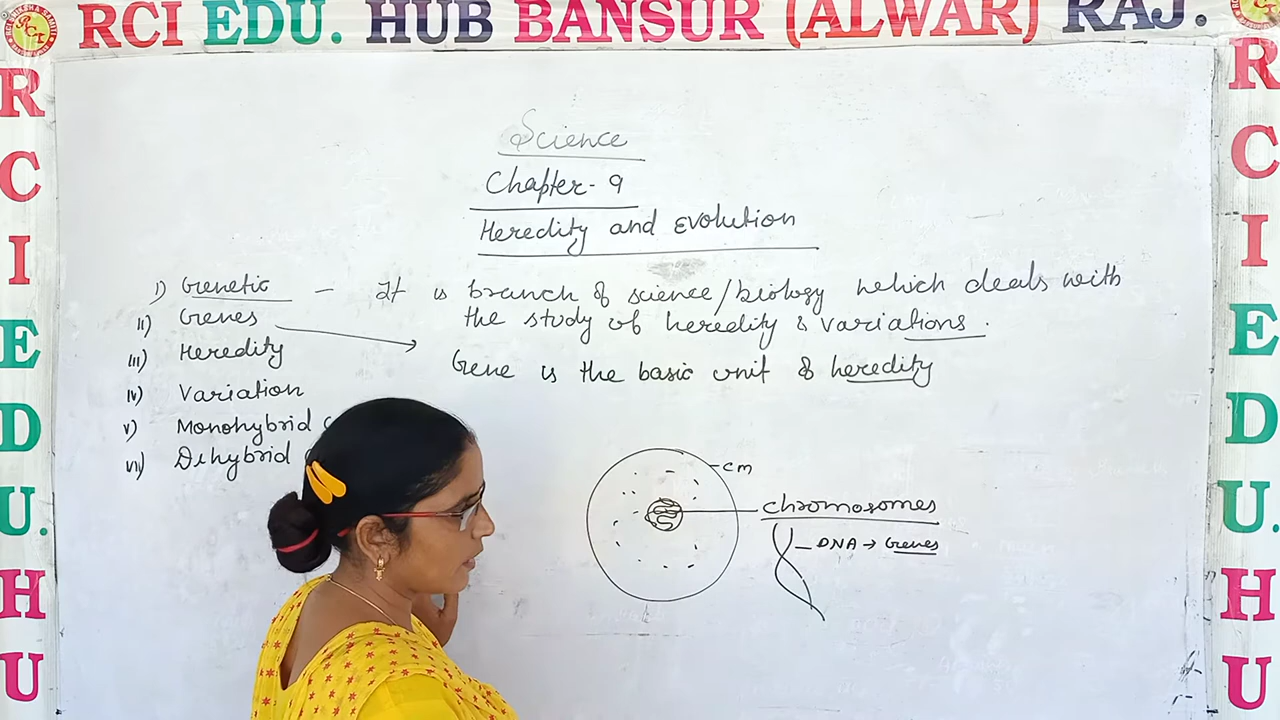 RCI EDU. HUB BANSUR (ALWAR) RAJ.
R C I E D U. H U
R C I E D U. H U
Science
Chapter - 9
Heredity and Evolution
i) Genetic - It is branch of science/biology which deals with
the study of heredity & variations.
ii) Genes
Gene is the basic unit of heredity
iii) Heredity
iv) Variation
v) Monohybrid
vi) Dihybrid
cm
chromosomes
DNA → Genes